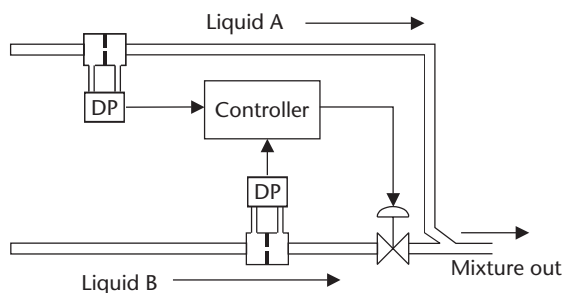 Liquid A
DP
Controller
DP
Liquid B
Mixture out